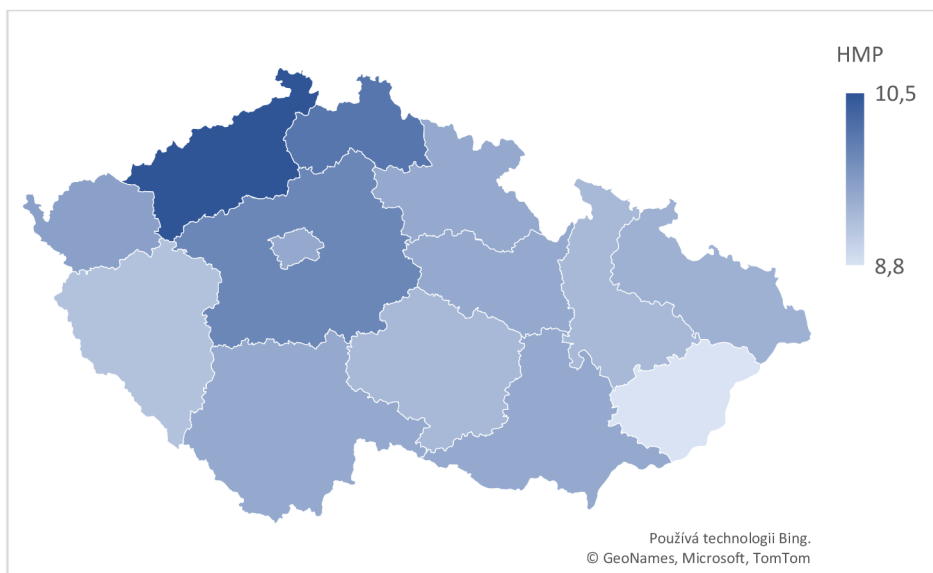 HMP
10,5
8,8
Používá technologii Bing.
© GeoNames, Microsoft, TomTom